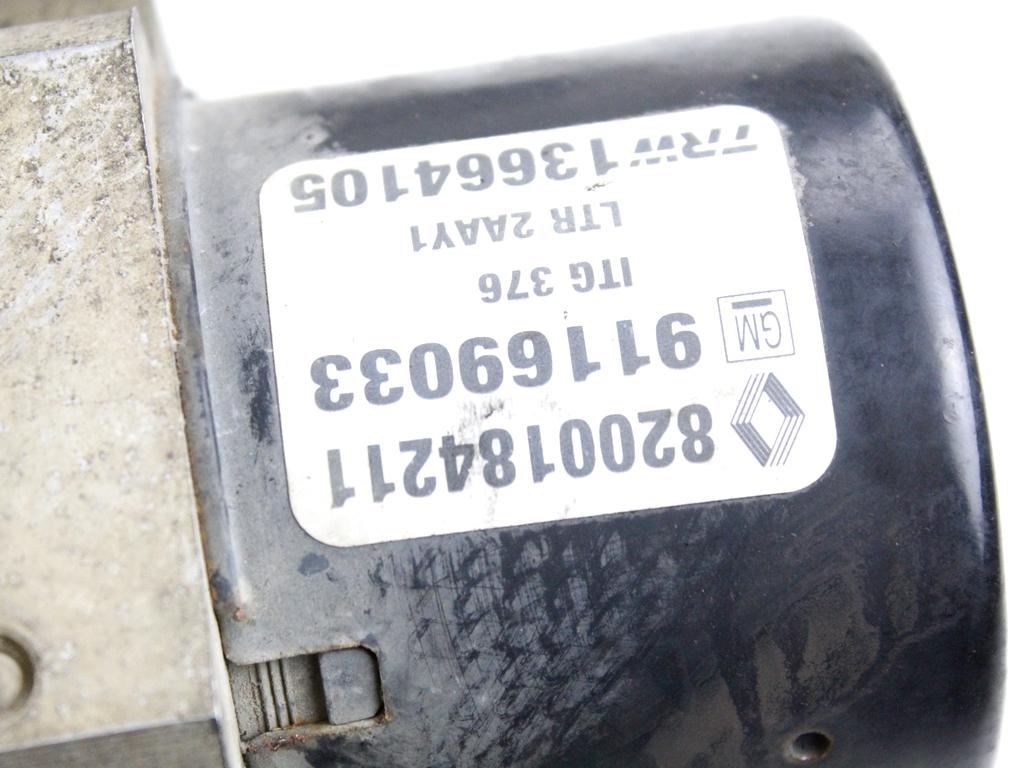 8200184211
GM 91169033
ITG 376
LTR 2AAY1
TRW 13664105